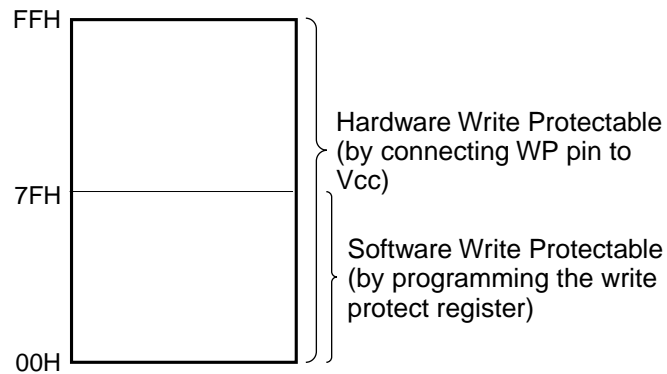 FFH
Hardware Write Protectable
(by connecting WP pin to
Vcc)
7FH
Software Write Protectable
(by programming the write
protect register)
00H